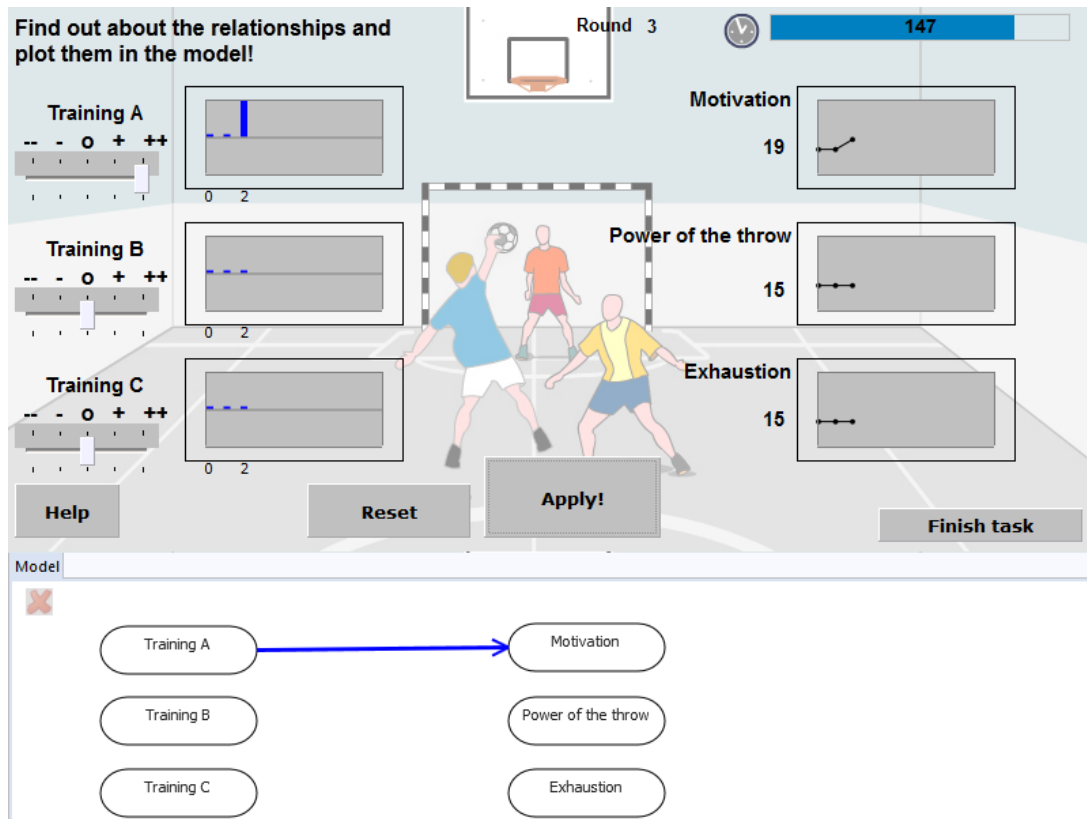 Find out about the relationships and
plot them in the model!
Round 3
147
Training A
-- - o + ++
0 2
Motivation
19
Training B
-- - o + ++
0 2
Power of the throw
15
Training C
-- - o + ++
0 2
Exhaustion
15
Help
Reset
Apply!
Finish task
Model
Training A
Motivation
Training B
Power of the throw
Training C
Exhaustion